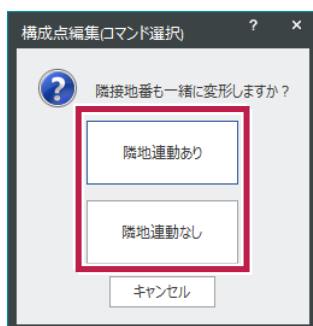 構成点編集(コマンド選択) ? ×
?
隣接地番も一緒に変形しますか？
隣地連動あり
隣地連動なし
キャンセル